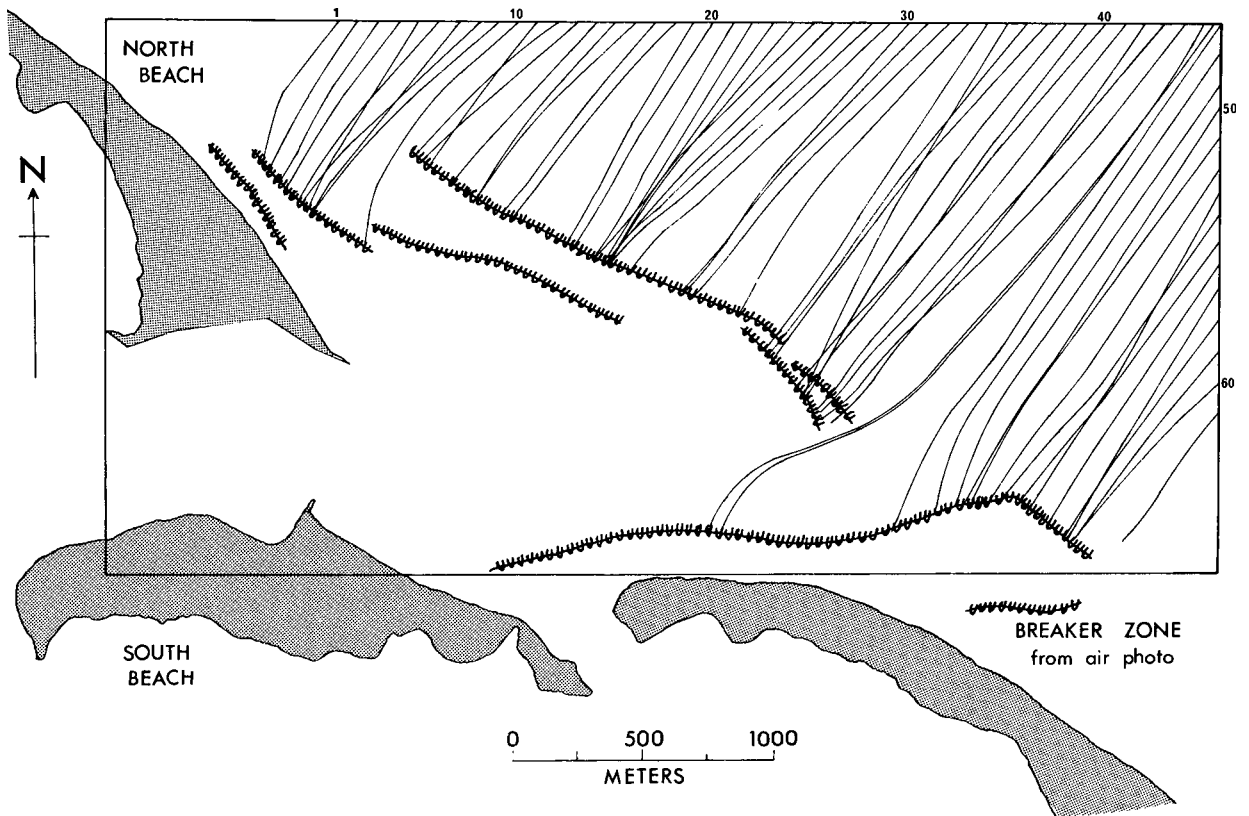 1 10 20 30 40
NORTH
BEACH
50
N
60
SOUTH
BEACH
BREAKER ZONE
from air photo
0 500 1000
METERS